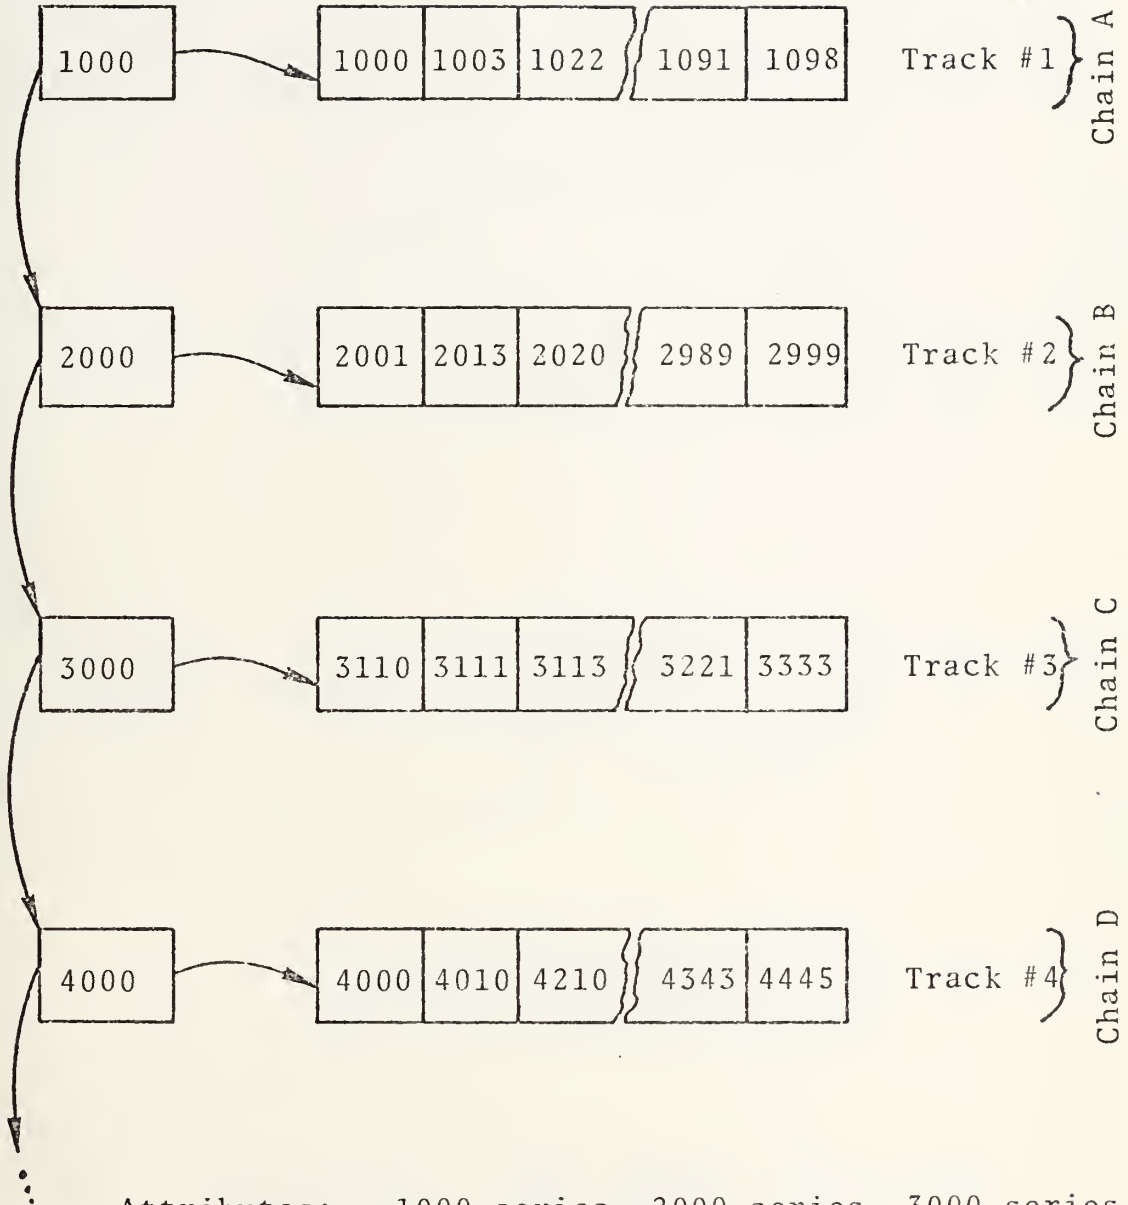 1000 1000 1003 1022 1091 1098 Track #1 Chain A
2000 2001 2013 2020 2989 2999 Track #2 Chain B
3000 3110 3111 3113 3221 3333 Track #3 Chain C
4000 4000 4010 4210 4343 4445 Track #4 Chain D
Attributes: 1000 series 2000 series 3000 series